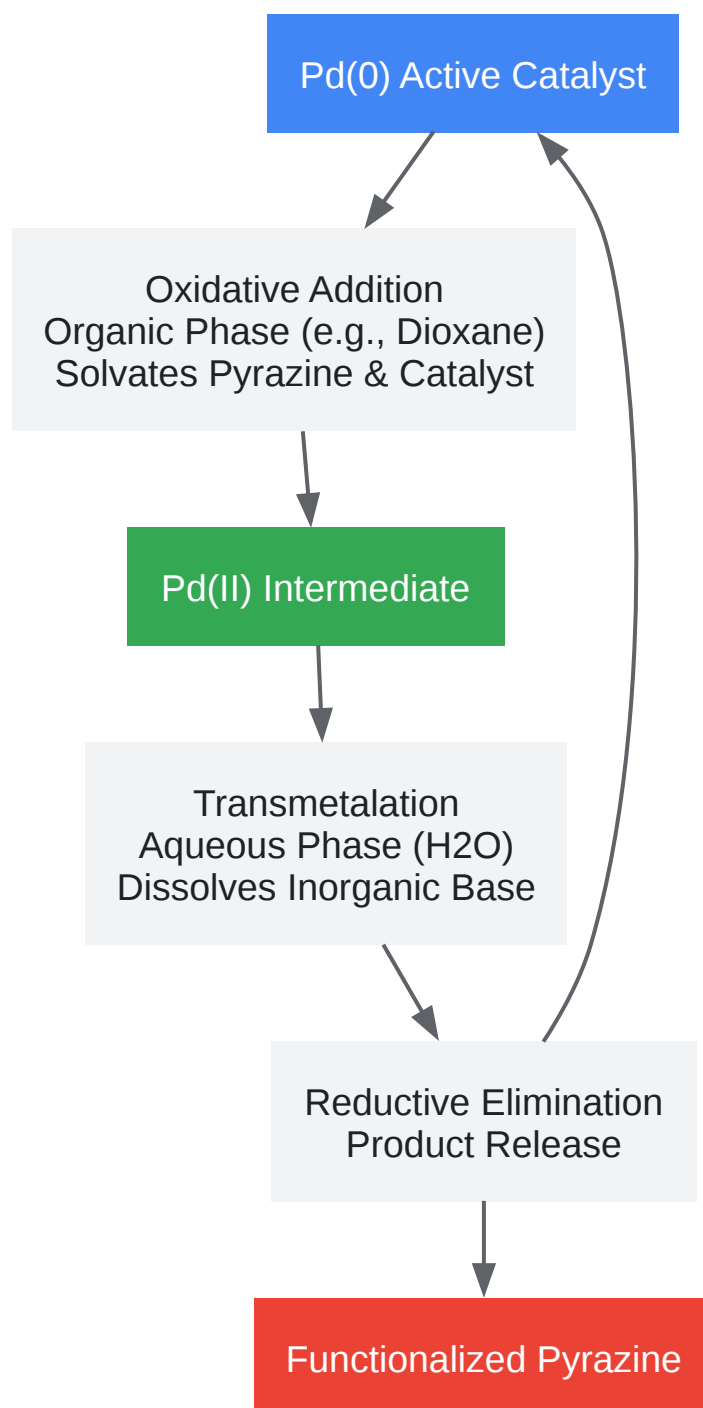 Pd(0) Active Catalyst
Oxidative Addition
Organic Phase (e.g., Dioxane)
Solvates Pyrazine & Catalyst
Pd(II) Intermediate
Transmetalation
Aqueous Phase (H2O)
Dissolves Inorganic Base
Reductive Elimination
Product Release
Functionalized Pyrazine